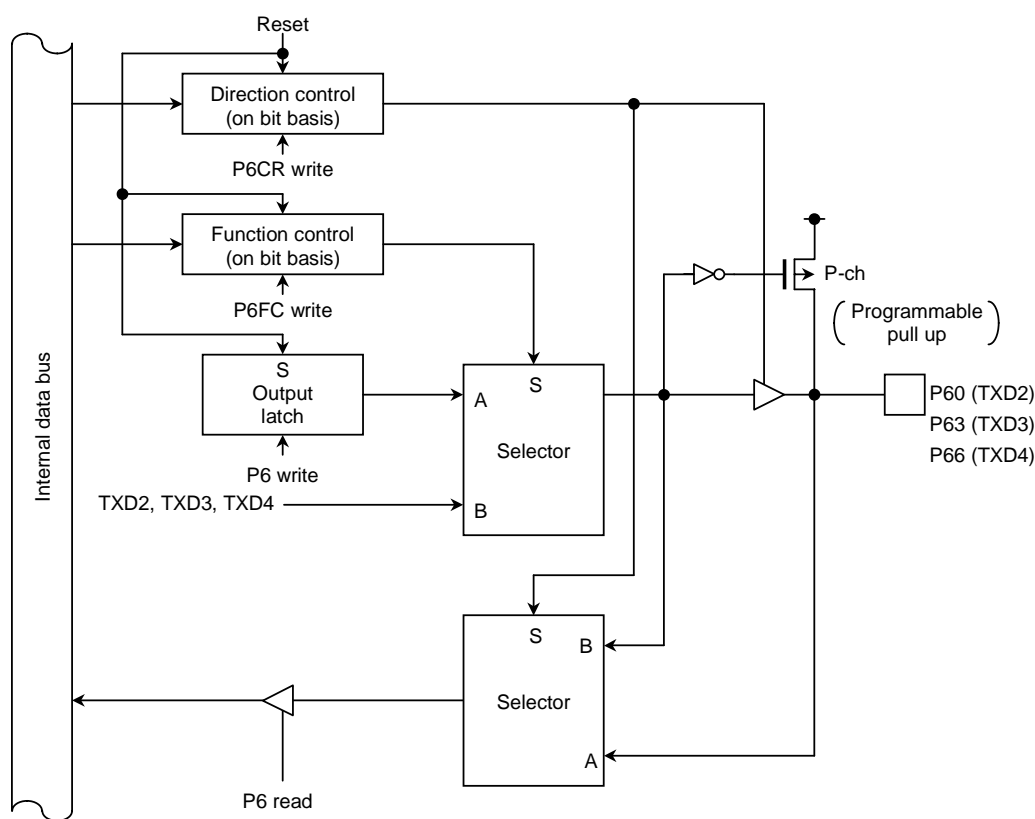 Reset
Direction control
(on bit basis)
P6CR write
Function control
(on bit basis)
P6FC write
P-ch
Programmable
pull up
S
Output
latch
P6 write
A
S
Selector
B
TXD2, TXD3, TXD4
P60 (TXD2)
P63 (TXD3)
P66 (TXD4)
Internal data bus
S
B
Selector
A
P6 read